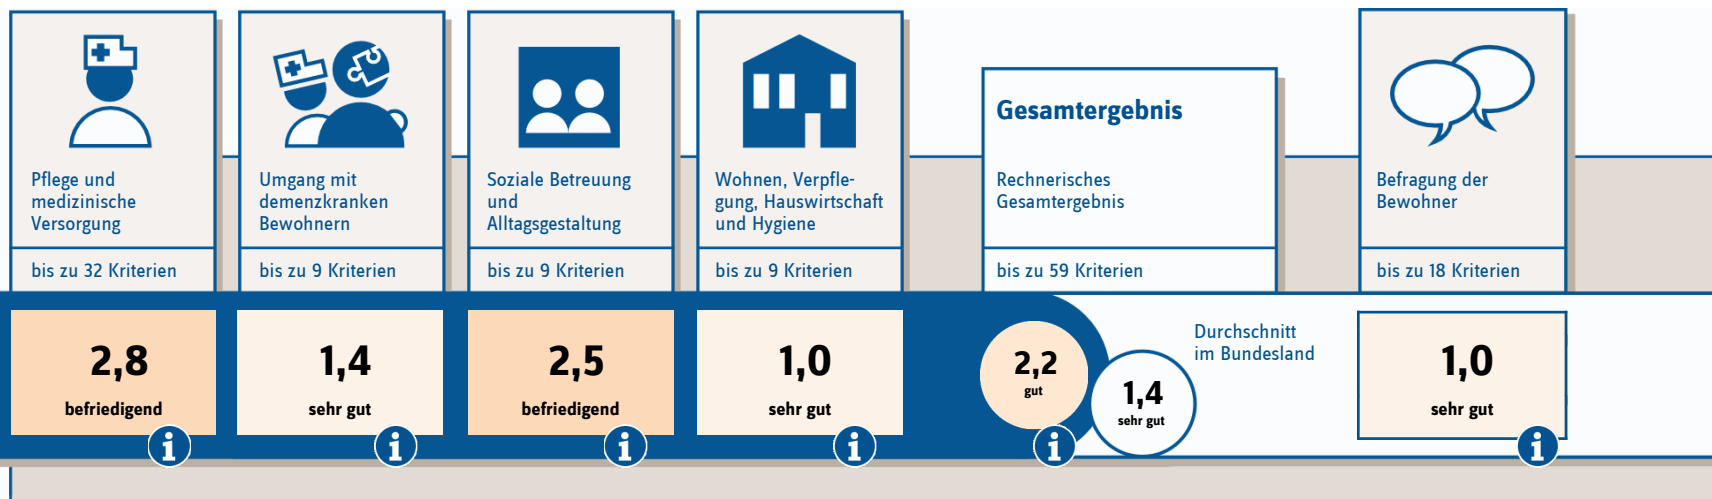 Pflege und
medizinische
Versorgung
bis zu 32 Kriterien
2,8
befriedigend
Umgang mit
demenzkranken
Bewohnern
bis zu 9 Kriterien
1,4
sehr gut
Soziale Betreuung
und
Alltagsgestaltung
bis zu 9 Kriterien
2,5
befriedigend
Wohnen, Verpfle-
gung, Hauswirtschaft
und Hygiene
bis zu 9 Kriterien
1,0
sehr gut
Gesamtergebnis
Rechnerisches
Gesamtergebnis
bis zu 59 Kriterien
2,2
gut
1,4
sehr gut
Durchschnitt
im Bundesland
Befragung der
Bewohner
bis zu 18 Kriterien
1,0
sehr gut